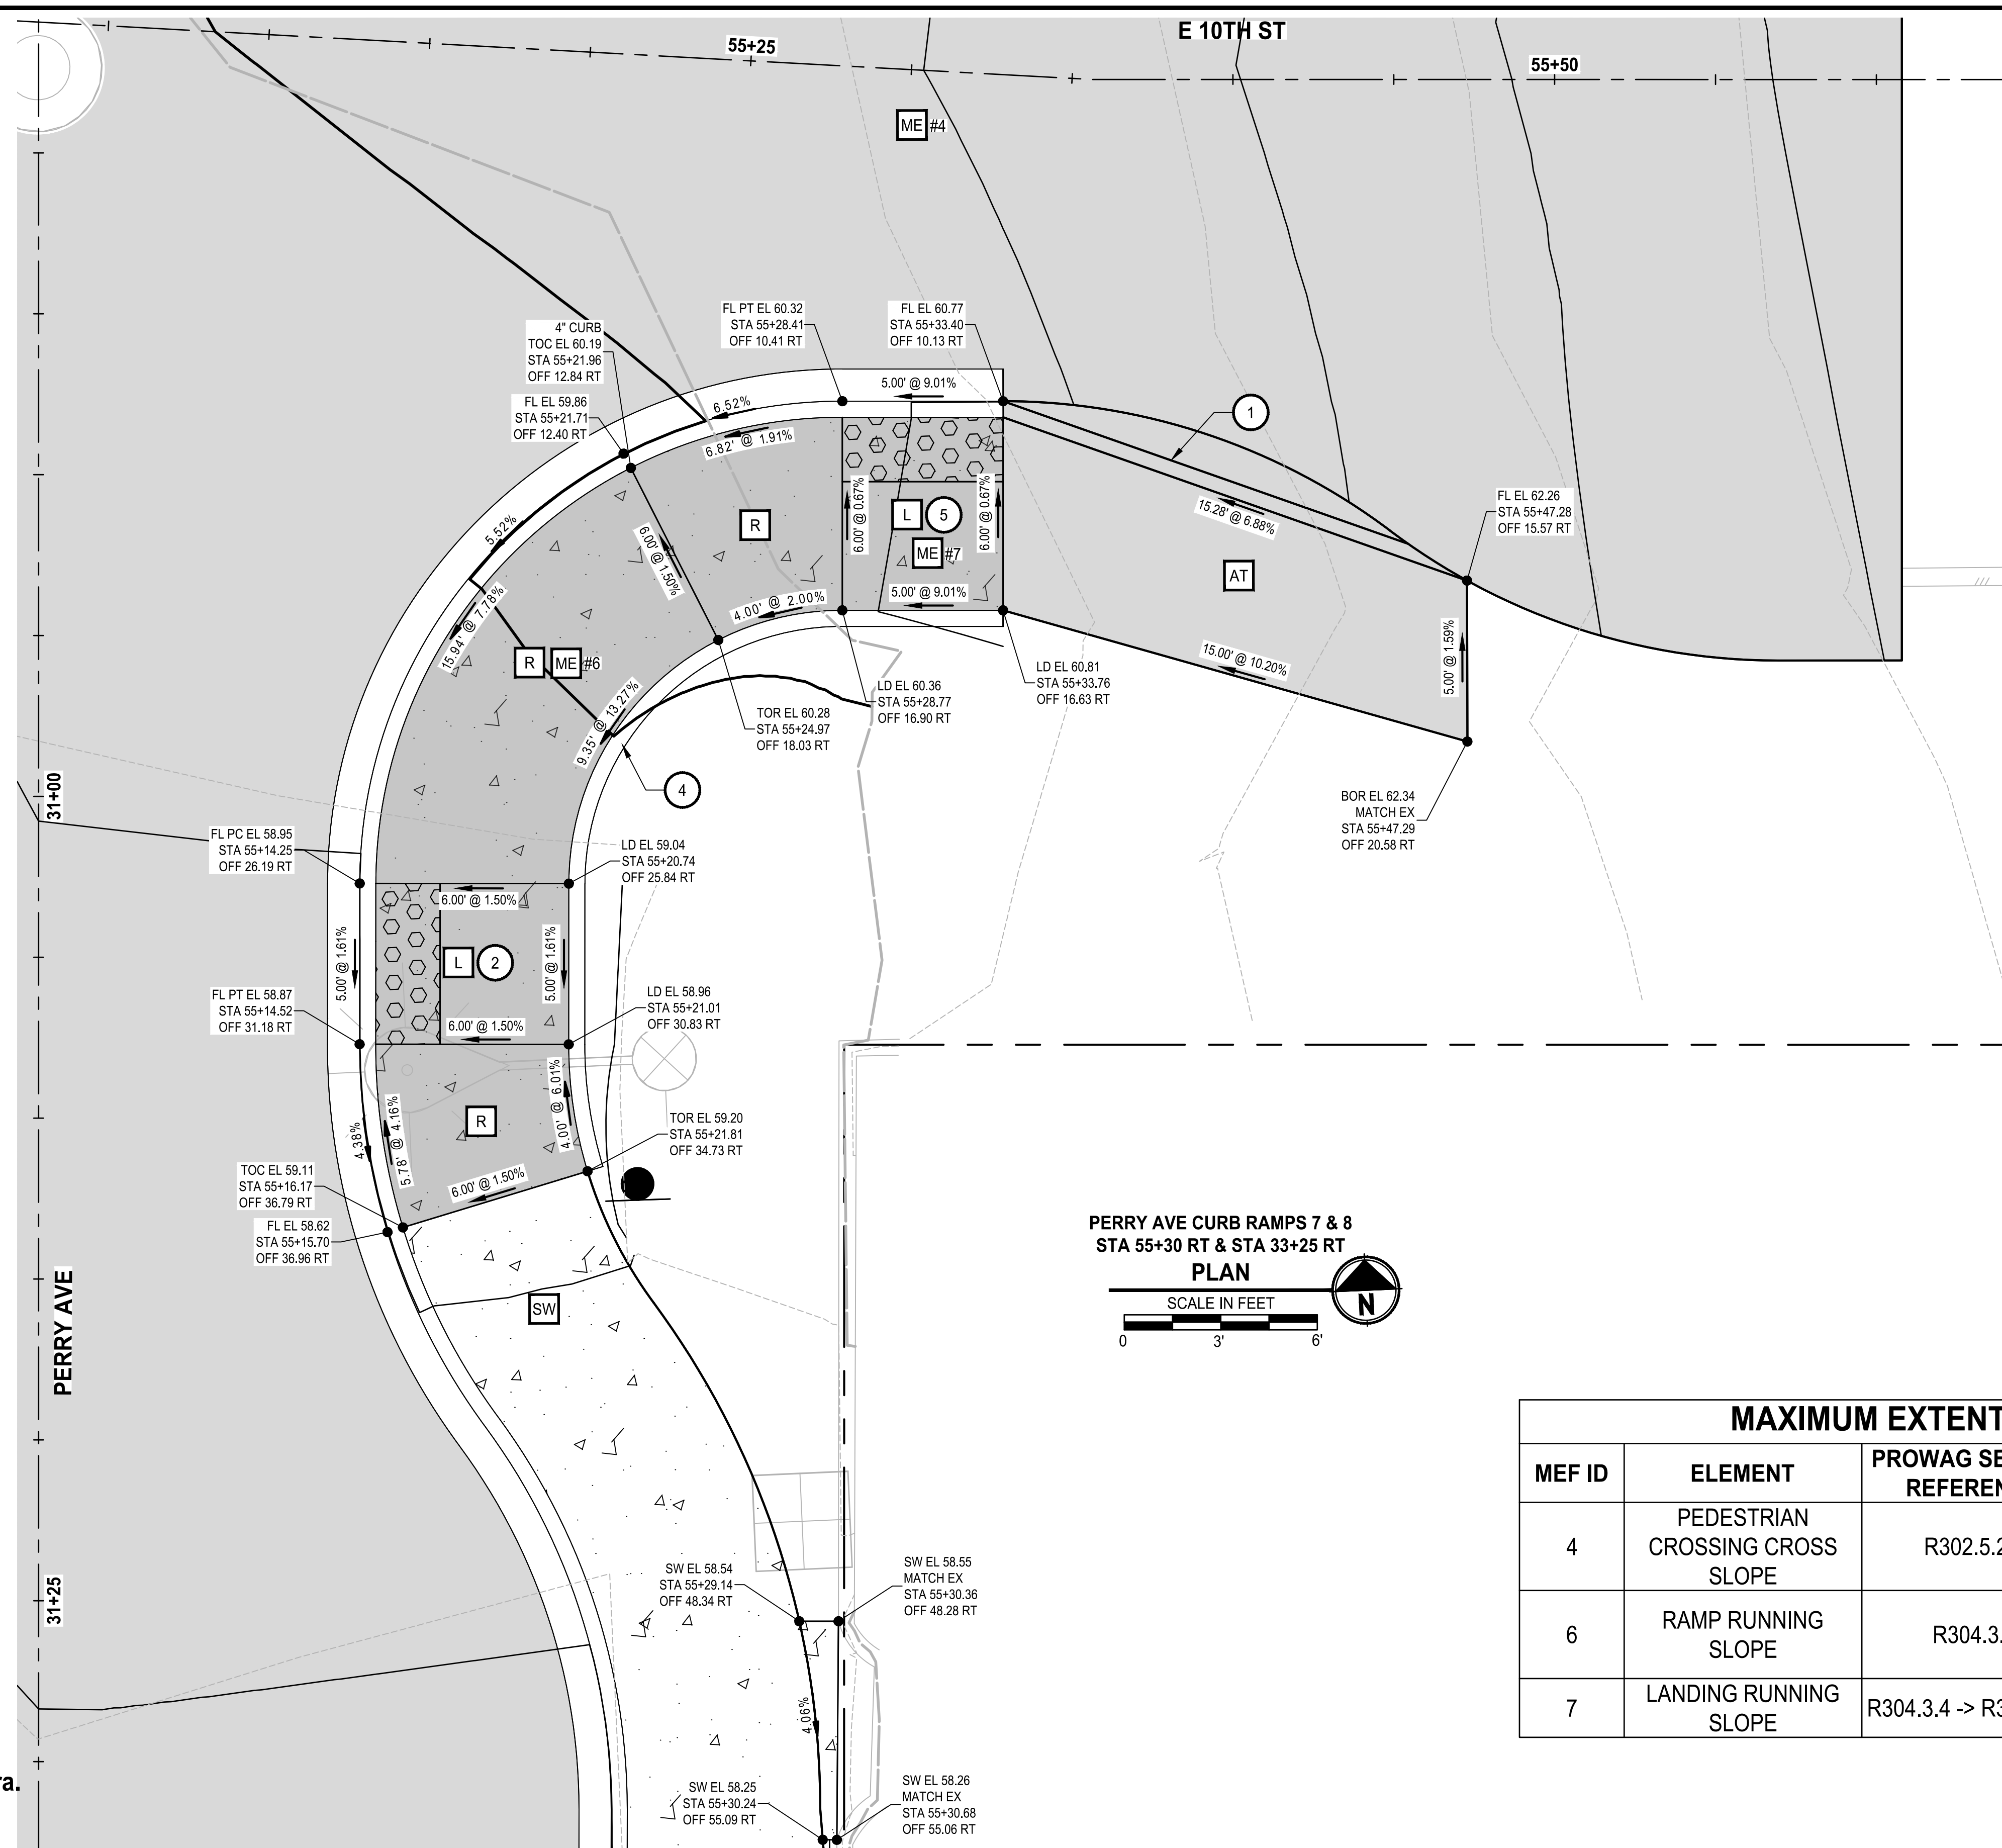 E 10TH ST
55+25
55+50
ME #4
FL PT EL 60.32
STA 55+28.41
OFF 10.41 RT
FL EL 60.77
STA 55+33.40
OFF 10.13 RT
4" CURB
TOC EL 60.19
STA 55+21.96
OFF 12.84 RT
FL EL 59.86
STA 55+21.71
OFF 12.40 RT
5.00' @ 9.01%
6.52%
6.82' @ 1.91%
1
FL EL 62.26
STA 55+47.28
OFF 15.57 RT
15.28' @ 6.88%
6.00' @ 0.67%
6.00' @ 0.67%
L 5
ME #7
R
5.52%
6.00' @ 1.50%
AT
5.00' @ 9.01%
4.00' @ 2.00%
15.94' @ 7.78%
R ME #6
15.00' @ 10.20%
5.00' @ 1.59%
LD EL 60.81
STA 55+33.76
OFF 16.63 RT
LD EL 60.36
STA 55+28.77
OFF 16.90 RT
TOR EL 60.28
STA 55+24.97
OFF 18.03 RT
9.35' @ 13.27%
4
31+00
BOR EL 62.34
MATCH EX
STA 55+47.29
OFF 20.58 RT
FL PC EL 58.95
STA 55+14.25
OFF 26.19 RT
LD EL 59.04
STA 55+20.74
OFF 25.84 RT
6.00' @ 1.50%
5.00' @ 1.61%
L 2
5.00' @ 1.61%
FL PT EL 58.87
STA 55+14.52
OFF 31.18 RT
LD EL 58.96
STA 55+21.01
OFF 30.83 RT
6.00' @ 1.50%
4.38%
5.78' @ 4.16%
R
4.00' @ 6.01%
TOR EL 59.20
STA 55+21.81
OFF 34.73 RT
TOC EL 59.11
STA 55+16.17
OFF 36.79 RT
6.00' @ 1.50%
FL EL 58.62
STA 55+15.70
OFF 36.96 RT
PERRY AVE
SW
PERRY AVE CURB RAMPS 7 & 8
STA 55+30 RT & STA 33+25 RT
PLAN
SCALE IN FEET
0 3' 6'
N
MAXIMUM EXTENT
MEF ID
ELEMENT
PROWAG SE
REFEREN
4
PEDESTRIAN
CROSSING CROSS
SLOPE
R302.5.2
6
RAMP RUNNING
SLOPE
R304.3.
7
LANDING RUNNING
SLOPE
R304.3.4 -> R3
31+25
SW EL 58.54
STA 55+29.14
OFF 48.34 RT
SW EL 58.55
MATCH EX
STA 55+30.36
OFF 48.28 RT
4.06%
SW EL 58.25
STA 55+30.24
OFF 55.09 RT
SW EL 58.26
MATCH EX
STA 55+30.68
OFF 55.06 RT
ra.